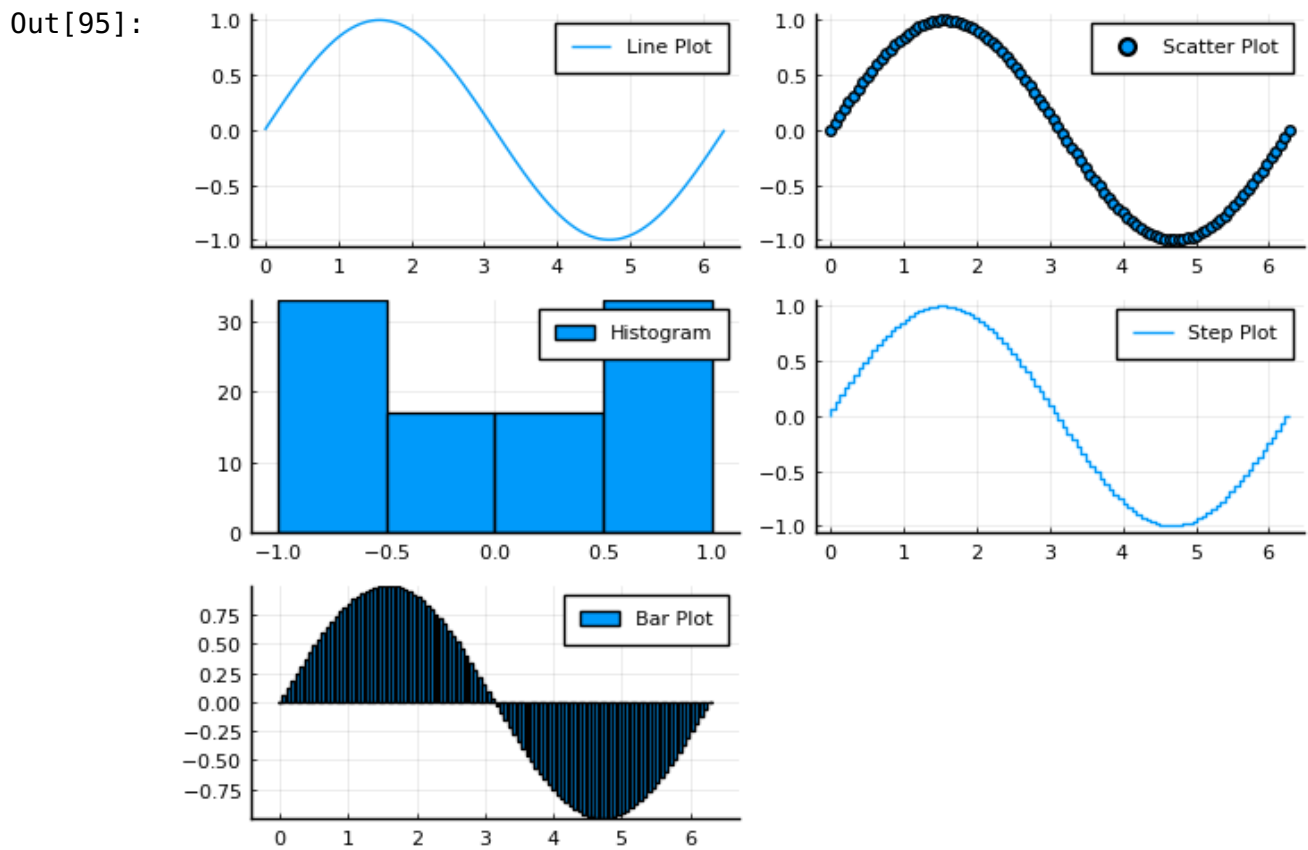 Out[95]:
1.0
0.5
0.0
−0.5
−1.0
0 1 2 3 4 5 6
Line Plot
1.0
0.5
0.0
−0.5
−1.0
0 1 2 3 4 5 6
Scatter Plot
30
20
10
0
−1.0 −0.5 0.0 0.5 1.0
Histogram
1.0
0.5
0.0
−0.5
−1.0
0 1 2 3 4 5 6
Step Plot
0.75
0.50
0.25
0.00
−0.25
−0.50
−0.75
0 1 2 3 4 5 6
Bar Plot